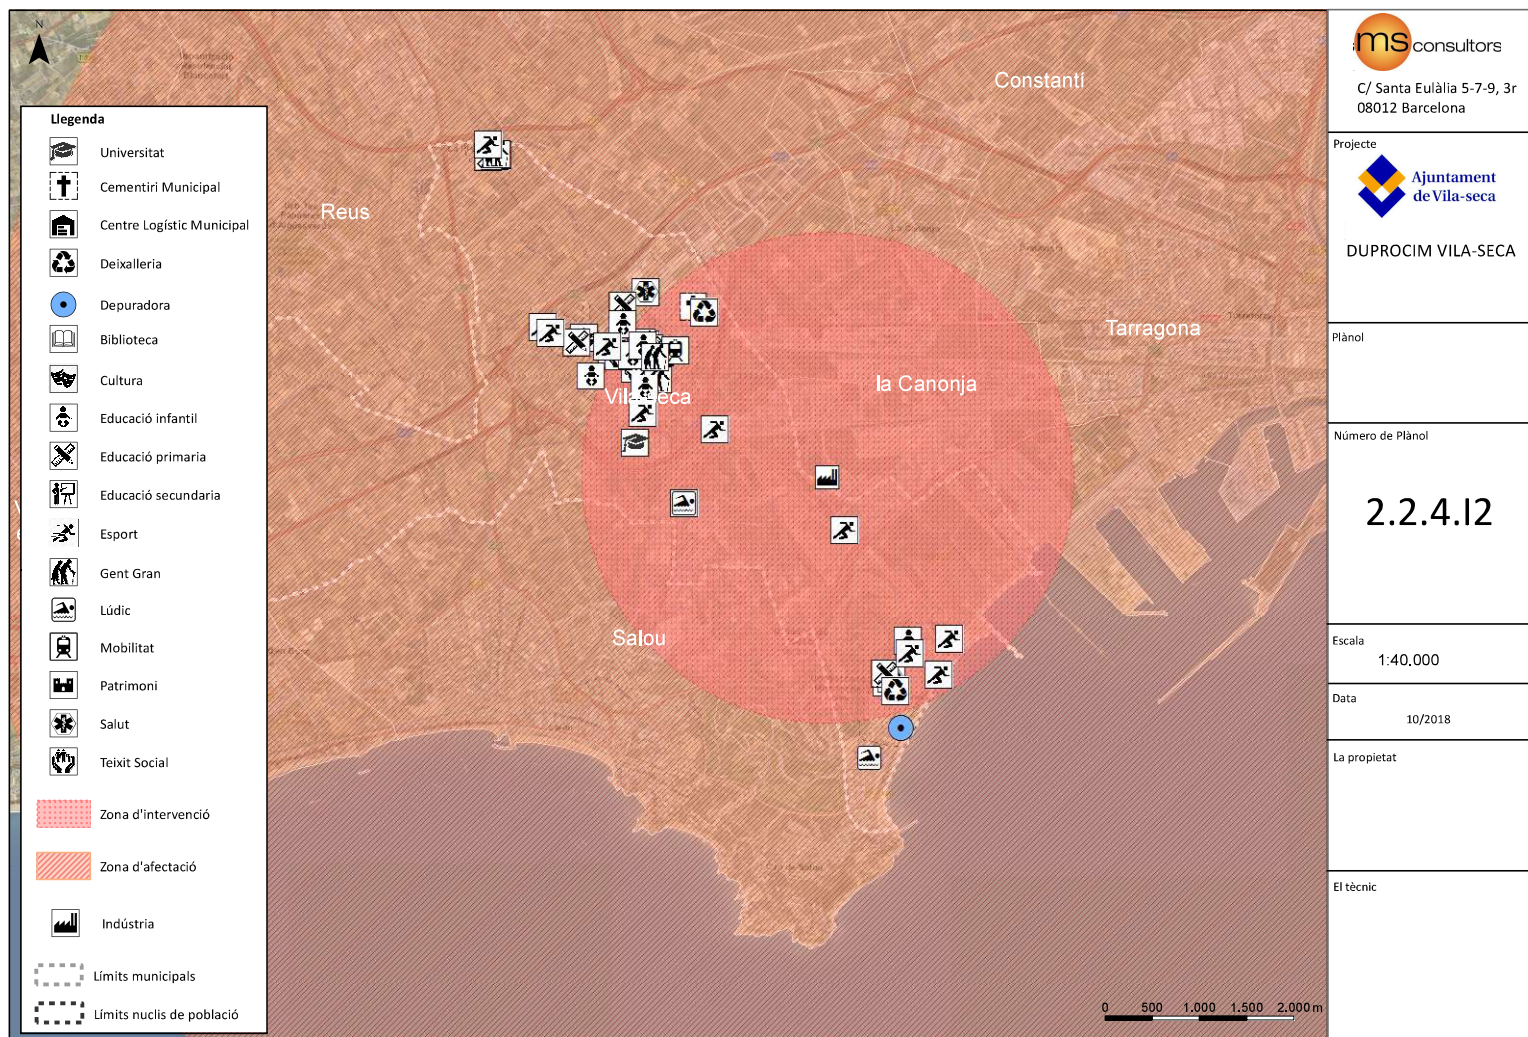 N
Constantí
Reus
Tarragona
la Canonja
Vila-seca
Salou
Llegenda
Universitat
Cementiri Municipal
Centre Logístic Municipal
Deixalleria
Depuradora
Biblioteca
Cultura
Educació infantil
Educació primaria
Educació secundaria
Esport
Gent Gran
Lúdic
Mobilitat
Patrimoni
Salut
Teixit Social
Zona d'intervenció
Zona d'afectació
Indústria
Límits municipals
Límits nuclis de població
0 500 1.000 1.500 2.000 m
ms consultors
C/ Santa Eulàlia 5-7-9, 3r
08012 Barcelona
Projecte
Ajuntament
de Vila-seca
DUPROCIM VILA-SECA
Plànol
Número de Plànol
2.2.4.I2
Escala
1:40.000
Data
10/2018
La propietat
El tècnic